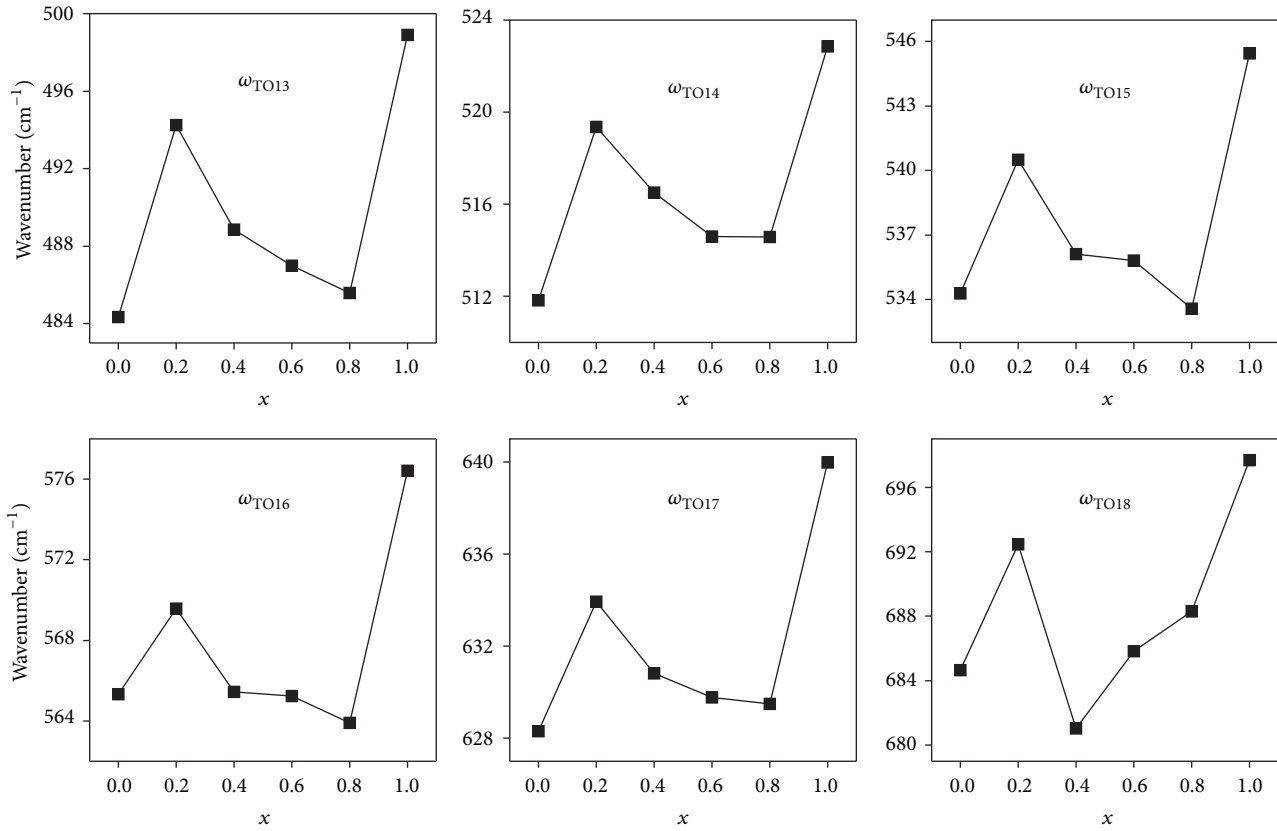 Wavenumber (cm⁻¹)
500
496
492
488
484
ω_TO13
0.0 0.2 0.4 0.6 0.8 1.0
x
524
520
516
512
ω_TO14
0.0 0.2 0.4 0.6 0.8 1.0
x
546
543
540
537
534
ω_TO15
0.0 0.2 0.4 0.6 0.8 1.0
x
Wavenumber (cm⁻¹)
576
572
568
564
ω_TO16
0.0 0.2 0.4 0.6 0.8 1.0
x
640
636
632
628
ω_TO17
0.0 0.2 0.4 0.6 0.8 1.0
x
696
692
688
684
680
ω_TO18
0.0 0.2 0.4 0.6 0.8 1.0
x